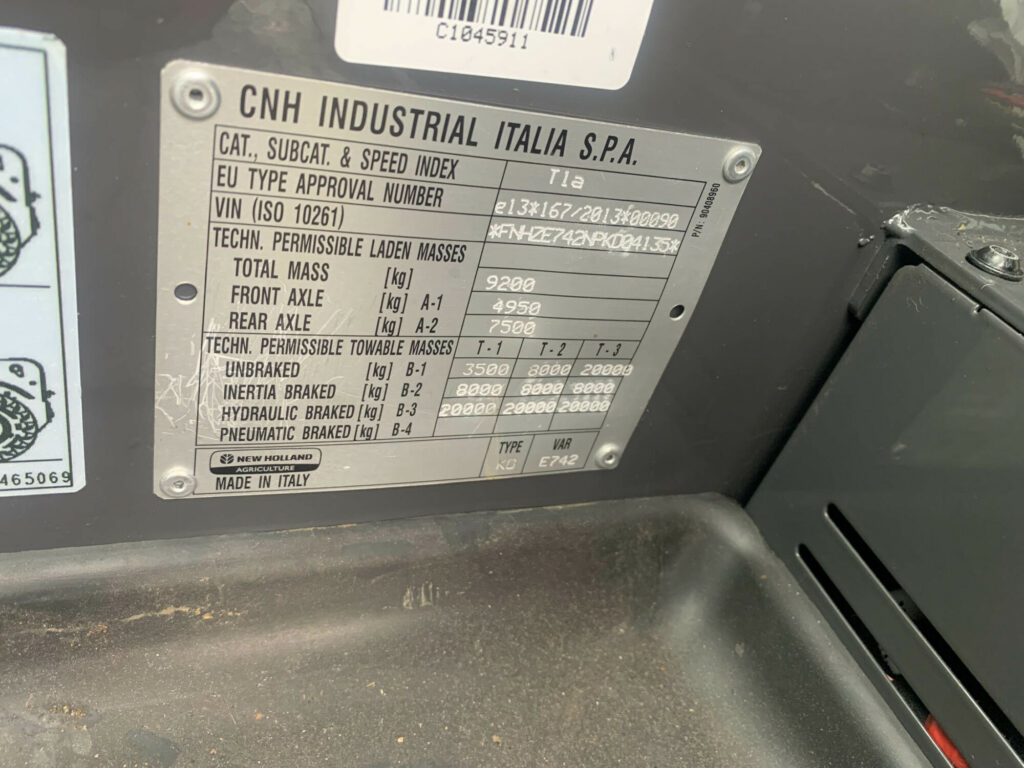 C1045911
CNH INDUSTRIAL ITALIA S.P.A.
CAT., SUBCAT. & SPEED INDEX T1a
EU TYPE APPROVAL NUMBER e13*167/2013*00090
VIN (ISO 10261) *FNHZE742NPKD04135*
TECHN. PERMISSIBLE LADEN MASSES
TOTAL MASS [kg] 9200
FRONT AXLE [kg] A-1 4950
REAR AXLE [kg] A-2 7500
TECHN. PERMISSIBLE TOWABLE MASSES T-1 T-2 T-3
UNBRAKED [kg] B-1 3500 8000 20000
INERTIA BRAKED [kg] B-2 8000 8000 8000
HYDRAULIC BRAKED [kg] B-3 20000 20000 20000
PNEUMATIC BRAKED [kg] B-4
NEW HOLLAND
AGRICULTURE
MADE IN ITALY
TYPE VAR
KD E742
P/N: 90408960
465069